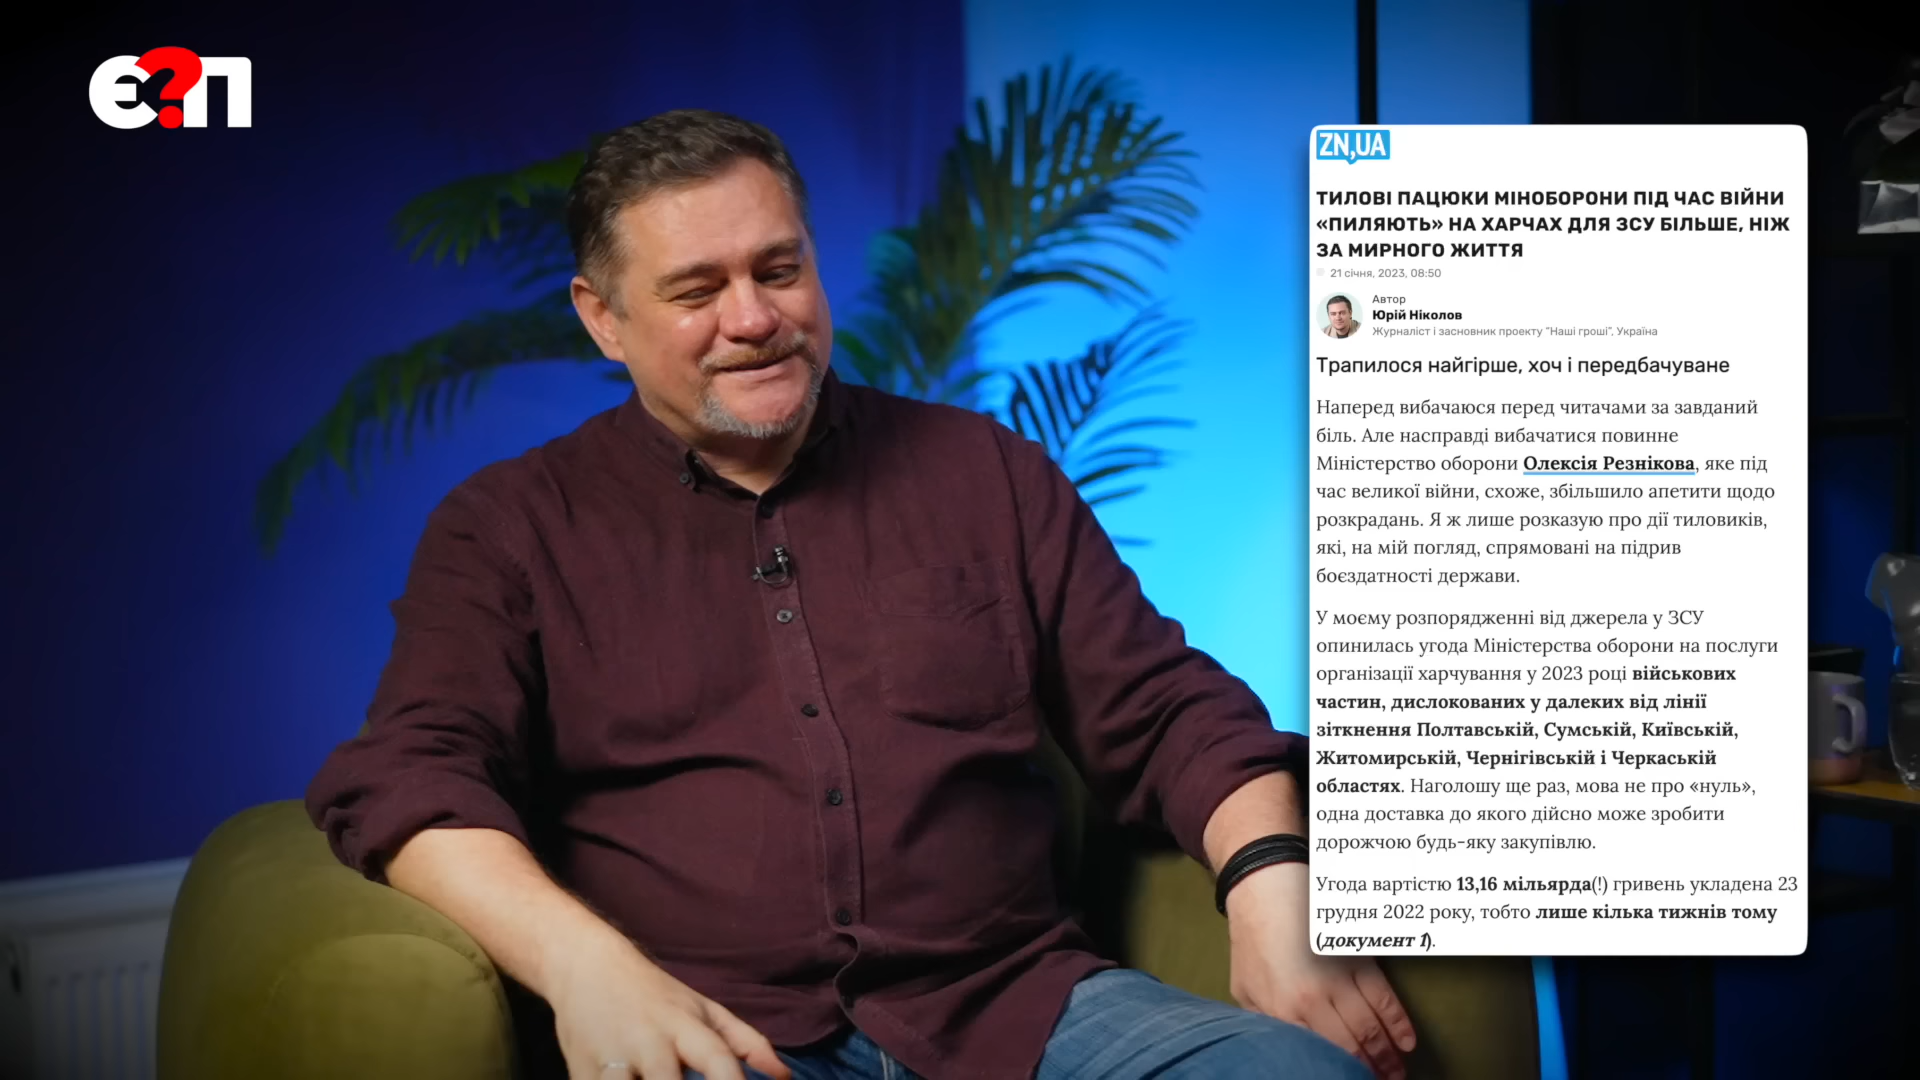 Є?П
ZN,UA
ТИЛОВІ ПАЦЮКИ МІНОБОРОНИ ПІД ЧАС ВІЙНИ
«ПИЛЯЮТЬ» НА ХАРЧАХ ДЛЯ ЗСУ БІЛЬШЕ, НІЖ
ЗА МИРНОГО ЖИТТЯ
21 січня, 2023, 08:50
Автор
Юрій Ніколов
Журналіст і засновник проекту "Наші гроші", Україна
Трапилося найгірше, хоч і передбачуване
Наперед вибачаюся перед читачами за завданий
біль. Але насправді вибачатися повинне
Міністерство оборони Олексія Резнікова, яке під
час великої війни, схоже, збільшило апетити щодо
розкрадань. Я ж лише розказую про дії тиловиків,
які, на мій погляд, спрямовані на підрив
боєздатності держави.
У моєму розпорядженні від джерела у ЗСУ
опинилась угода Міністерства оборони на послуги
організації харчування у 2023 році військових
частин, дислокованих у далеких від лінії
зіткнення Полтавській, Сумській, Київській,
Житомирській, Чернігівській і Черкаській
областях. Наголошу ще раз, мова не про «нуль»,
одна доставка до якого дійсно може зробити
дорожчою будь-яку закупівлю.
Угода вартістю 13,16 мільярда(!) гривень укладена 23
грудня 2022 року, тобто лише кілька тижнів тому
(документ 1).